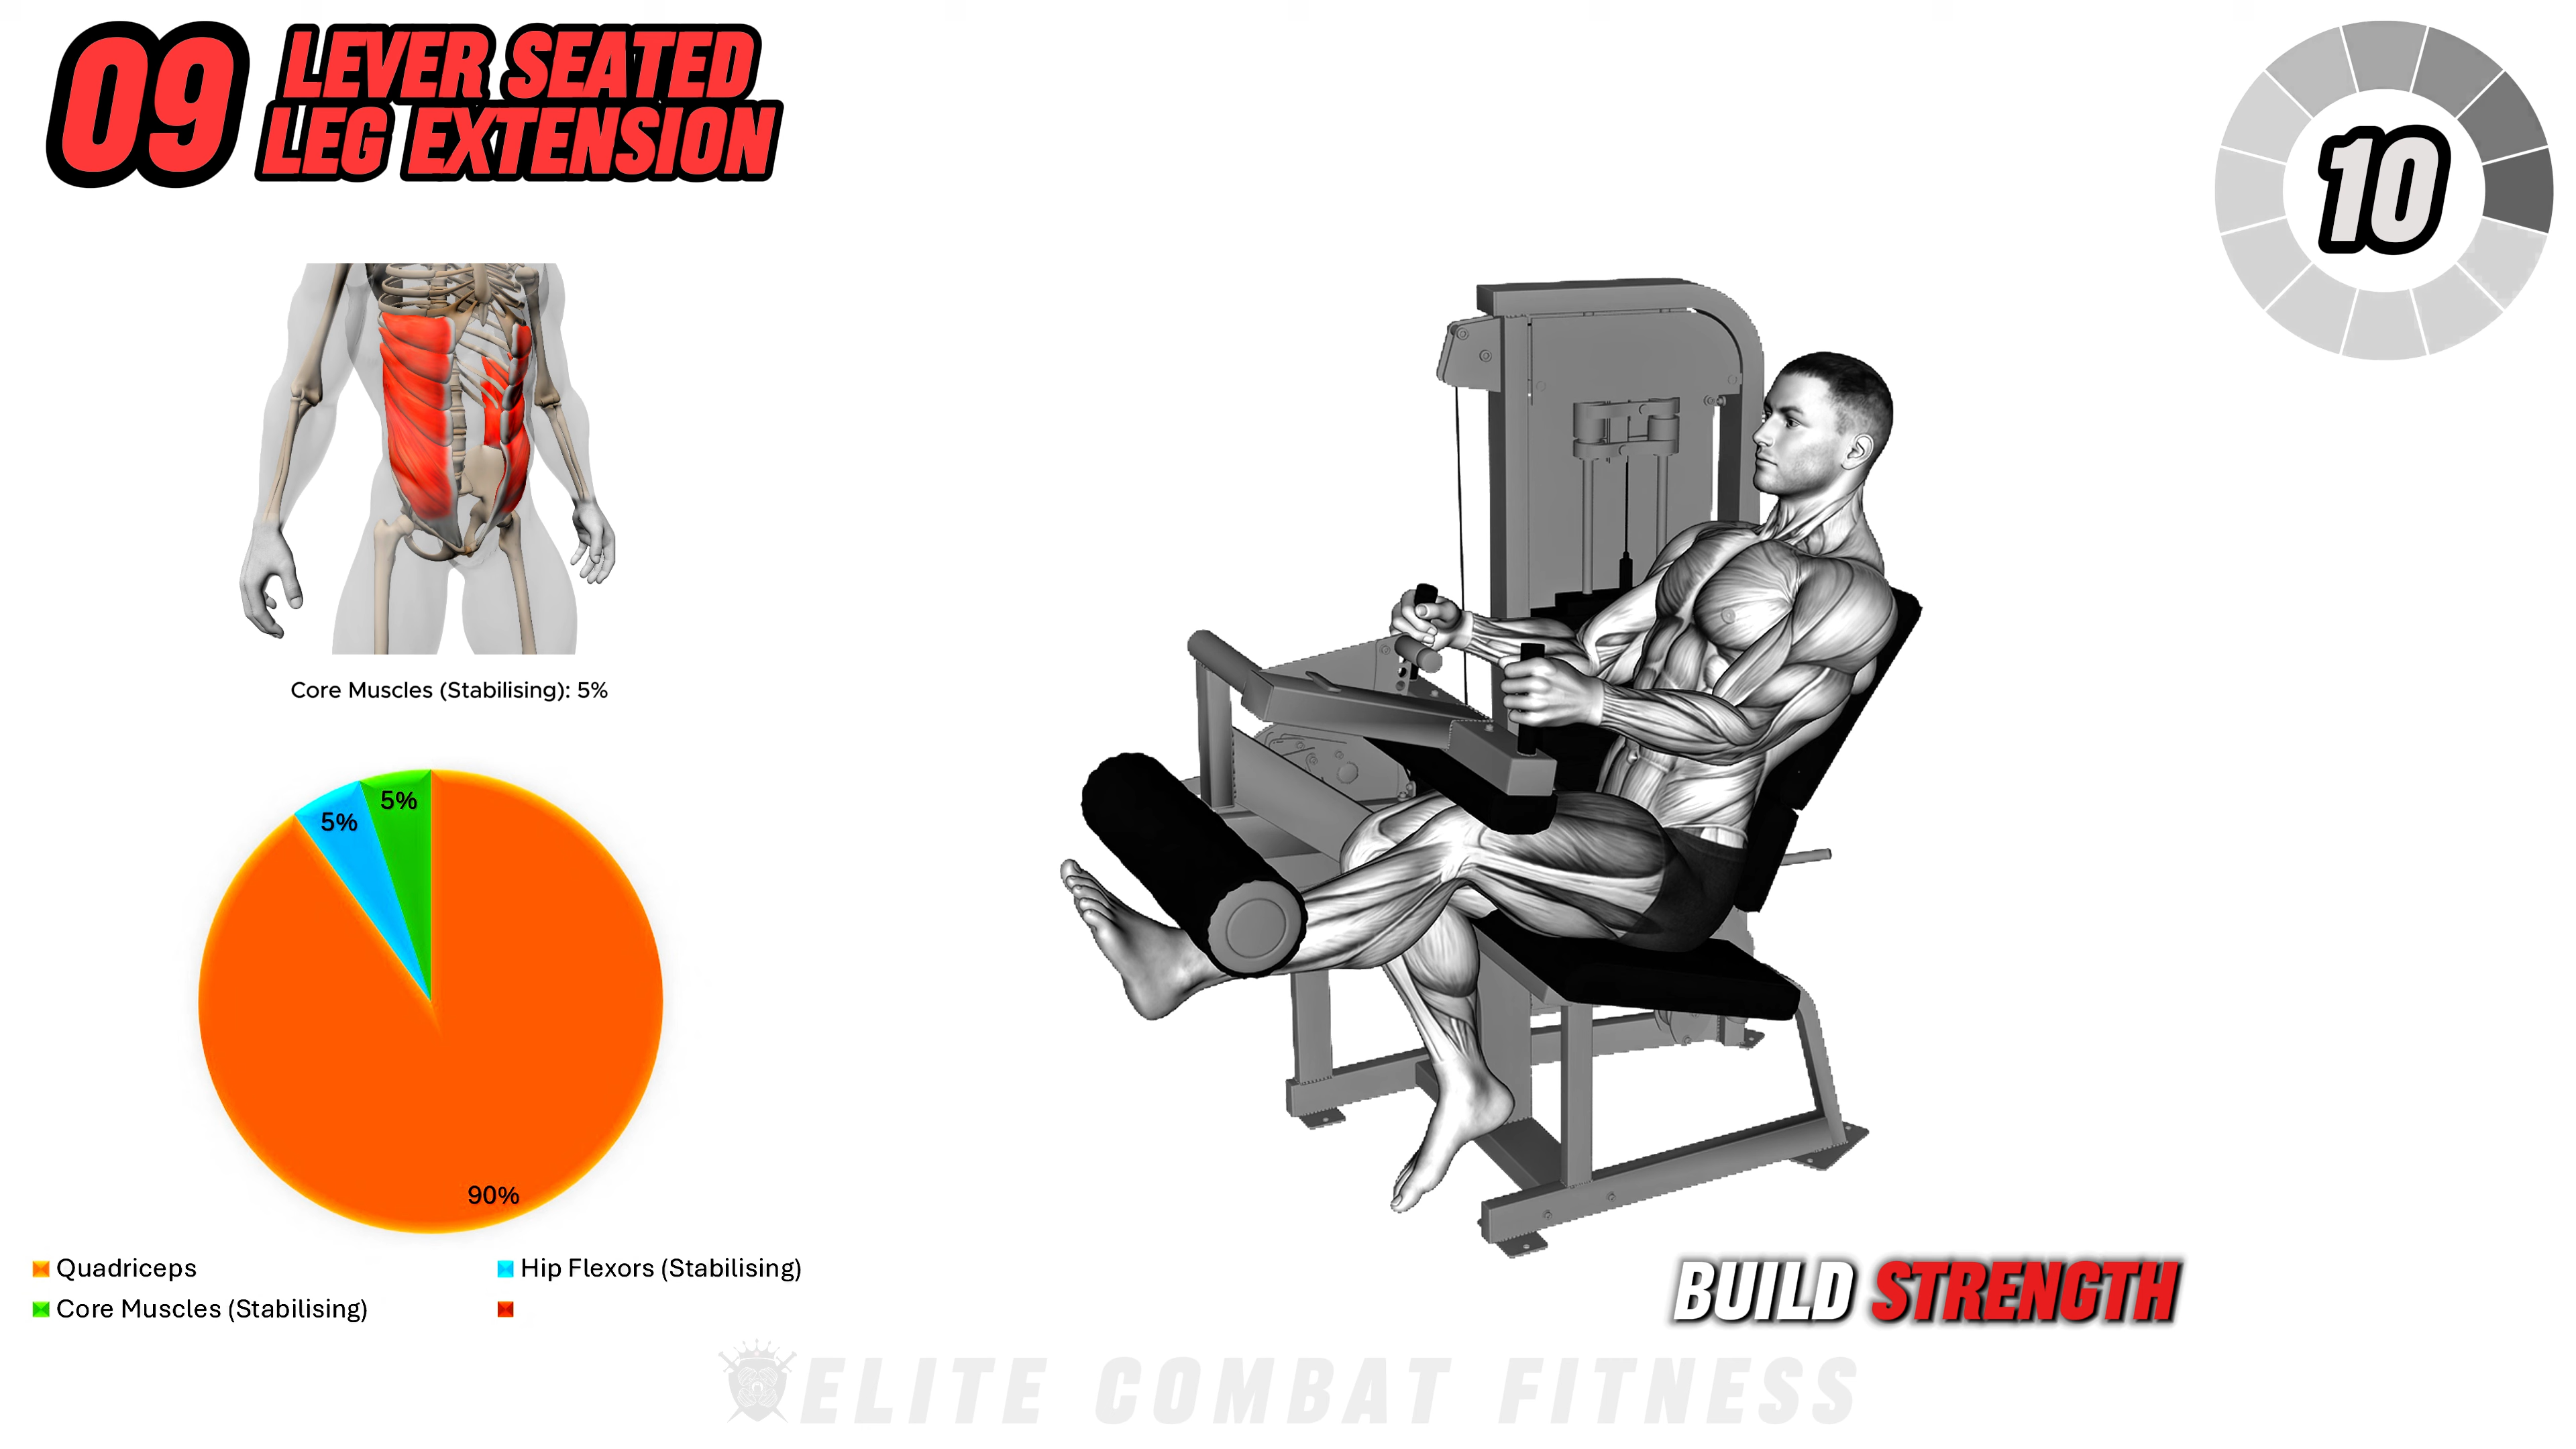 09
LEVER SEATED
LEG EXTENSION
10
Core Muscles (Stabilising): 5%
5%
5%
90%
Quadriceps
Hip Flexors (Stabilising)
Core Muscles (Stabilising)
BUILD STRENGTH
ELITE COMBAT FITNESS